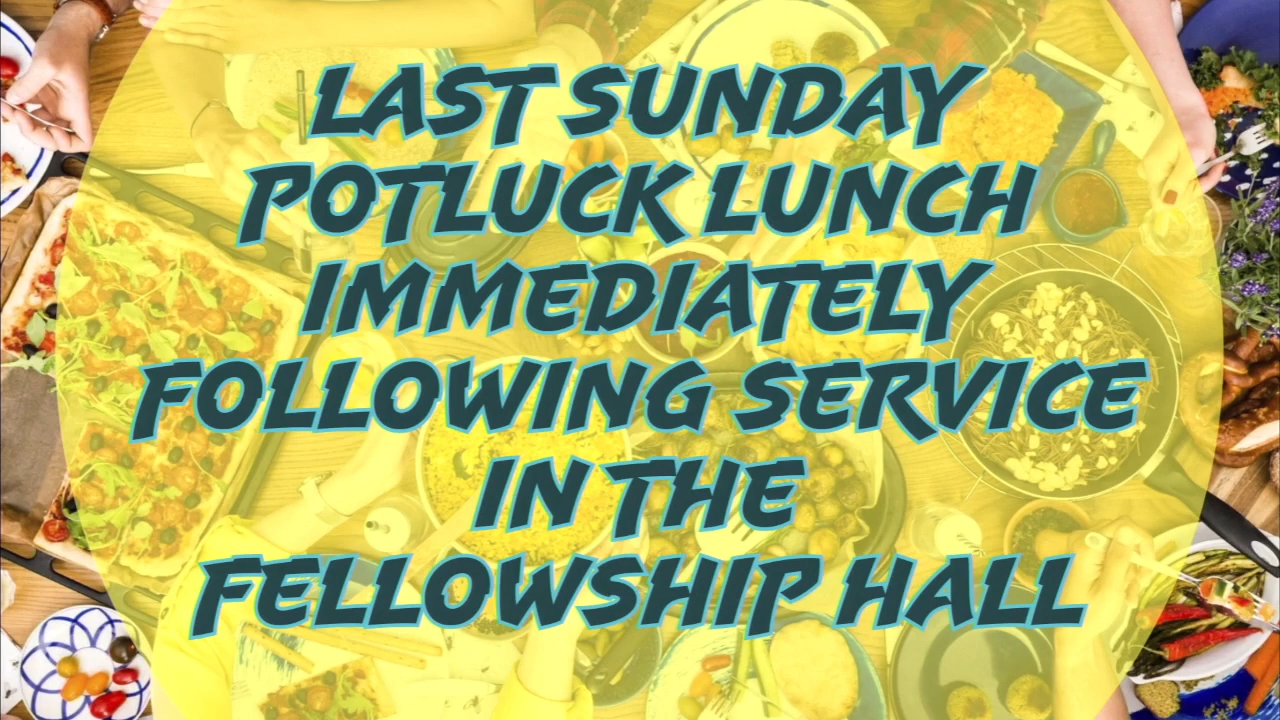 LAST SUNDAY
POTLUCK LUNCH
IMMEDIATELY
FOLLOWING SERVICE
IN THE
FELLOWSHIP HALL